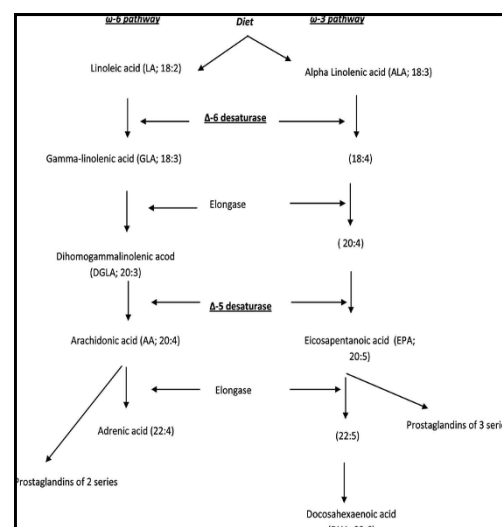 ω-6 pathway Diet ω-3 pathway
Linoleic acid (LA; 18:2) Alpha Linolenic acid (ALA; 18:3)
Δ-6 desaturase
Gamma-linolenic acid (GLA; 18:3) (18:4)
Elongase
( 20:4)
Dihomogammalinolenic acod
(DGLA; 20:3)
Δ-5 desaturase
Arachidonic acid (AA; 20:4) Eicosapentanoic acid (EPA;
20:5)
Elongase
Adrenic acid (22:4) (22:5) Prostaglandins of 3 serie
Prostaglandins of 2 series
Docosahexaenoic acid